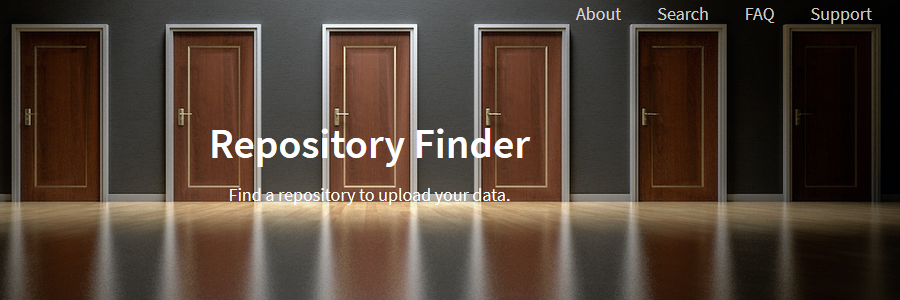 About Search FAQ Support
Repository Finder
Find a repository to upload your data.